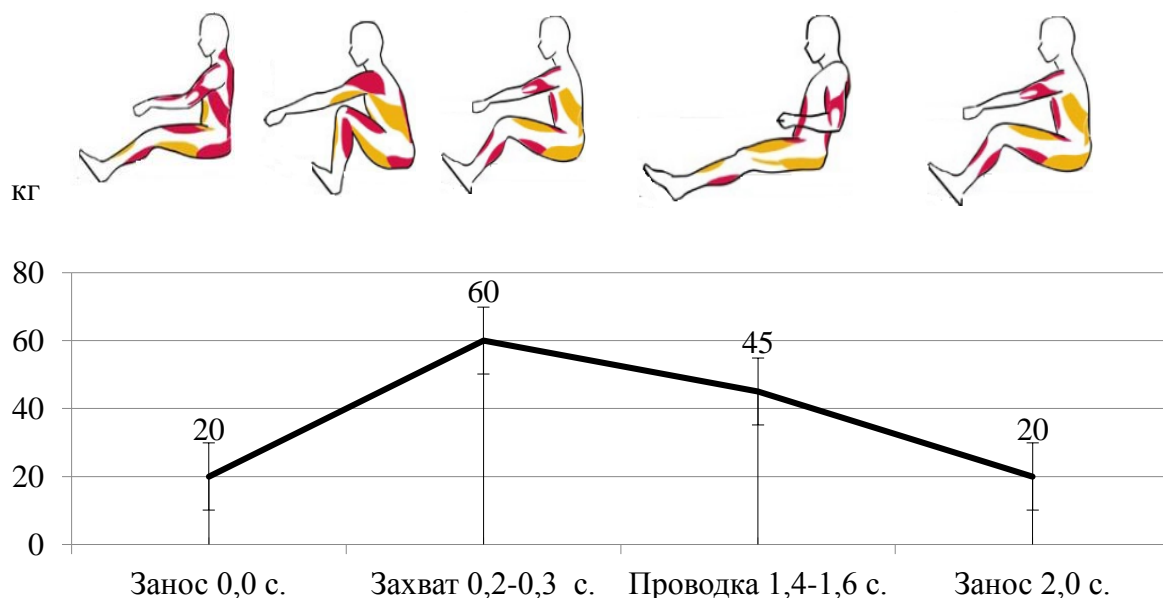 кг
80
60
40
20
0
20
60
45
20
Занос 0,0 с.
Захват 0,2-0,3 с.
Проводка 1,4-1,6 с.
Занос 2,0 с.